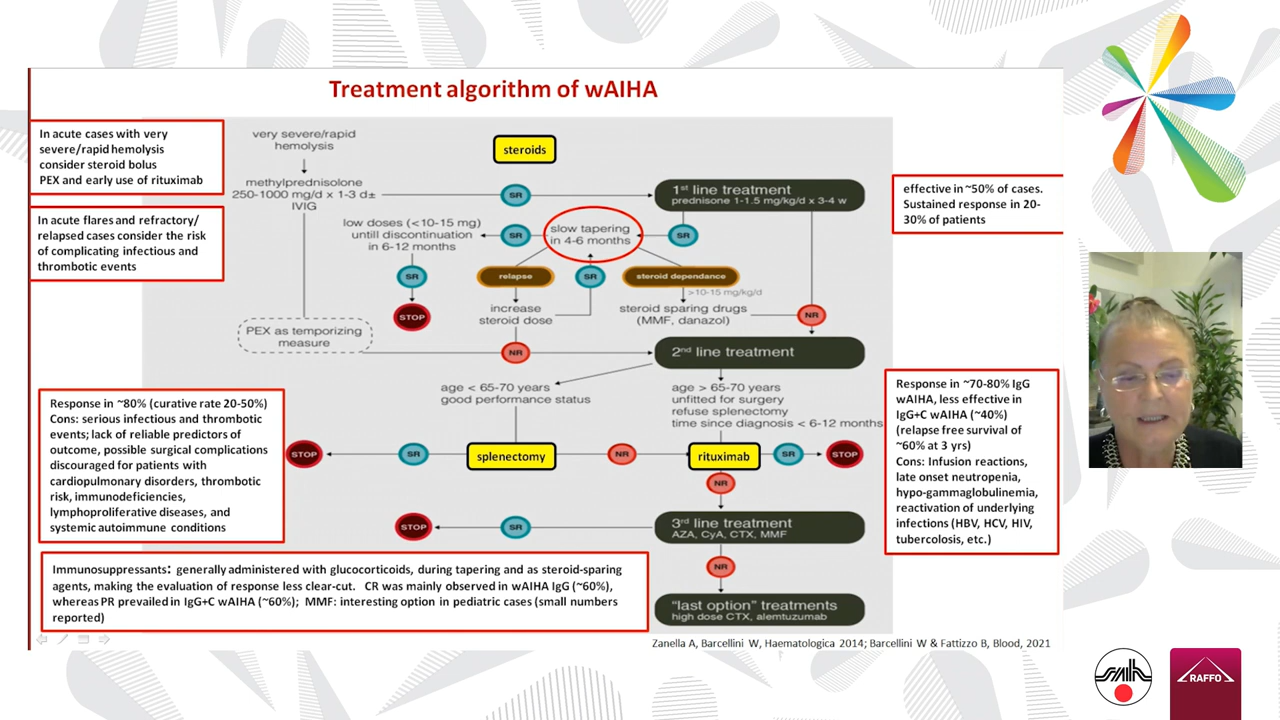 Treatment algorithm of wAIHA
In acute cases with very
severe/rapid hemolysis
consider steroid bolus
PEX and early use of rituximab
In acute flares and refractory/
relapsed cases consider the risk
of complicating infectious and
thrombotic events
very severe/rapid
hemolysis
steroids
methylprednisolone
250-1000 mg/d x 1-3 d±
IVIG
SR
1st line treatment
prednisone 1-1.5 mg/kg/d x 3-4 w
effective in ~50% of cases.
Sustained response in 20-
30% of patients
low doses (<10-15 mg)
untill discontinuation
in 6-12 months
SR
slow tapering
in 4-6 months
SR
SR
relapse
SR
steroid dependance
>10-15 mg/kg/d
STOP
increase
steroid dose
steroid sparing drugs
(MMF, danazol)
NR
PEX as temporizing
measure
NR
2nd line treatment
age < 65-70 years
good performance status
age > 65-70 years
unfitted for surgery
refuse splenectomy
time since diagnosis < 6-12 months
Response in ~80% (curative rate 20-50%)
Cons: serious infectious and thrombotic
events; lack of reliable predictors of
outcome, possible surgical complications
discouraged for patients with
cardiopulmonary disorders, thrombotic
risk, immunodeficiencies,
lymphoproliferative diseases, and
systemic autoimmune conditions
Response in ~70-80% IgG
wAIHA, less effective in
IgG+C wAIHA (~40%)
(relapse free survival of
~60% at 3 yrs)
Cons: Infusion reactions,
late onset neutropenia,
hypo-gammaglobulinemia,
reactivation of underlying
infections (HBV, HCV, HIV,
tubercolosis, etc.)
STOP
SR
splenectomy
NR
rituximab
SR
STOP
NR
STOP
SR
3rd line treatment
AZA, CyA, CTX, MMF
NR
"last option" treatments
high dose CTX, alemtuzumab
Immunosuppressants: generally administered with glucocorticoids, during tapering and as steroid-sparing
agents, making the evaluation of response less clear-cut. CR was mainly observed in wAIHA IgG (~60%),
whereas PR prevailed in IgG+C wAIHA (~60%); MMF: interesting option in pediatric cases (small numbers
reported)
Zanella A, Barcellini W, Haematologica 2014; Barcellini W & Fattizzo B, Blood, 2021
RAFFO